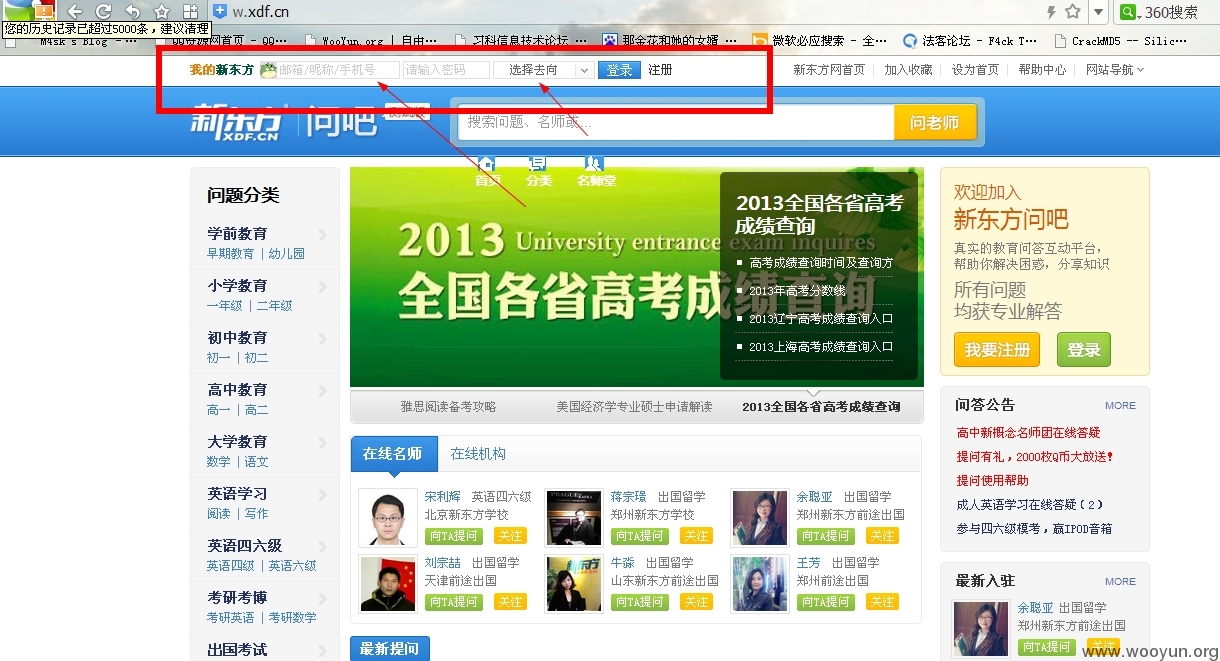 w.xdf.cn
360搜索
您的历史记录已超过5000条，建议清理
M4sk's Blog - ··· QQ资源网首页 - QQ··· WooYun.org | 自由··· 习科信息技术论坛 ··· 那金花和她的女婿 ··· 微软必应搜索 - 全··· 法客论坛 - F4ck T··· CrackMD5 -- Silic···
我的新东方 邮箱/昵称/手机号 请输入密码 选择去向 登录 注册 新东方网首页 加入收藏 设为首页 帮助中心 网站导航
新东方 XDF.CN 问吧 搜索问题、名师或... 问老师
首页 分类 名师堂
问题分类
学前教育
早期教育 | 幼儿园
小学教育
一年级 | 二年级
初中教育
初一 | 初二
高中教育
高一 | 高二
大学教育
数学 | 语文
英语学习
阅读 | 写作
英语四六级
英语四级 | 英语六级
考研考博
考研英语 | 考研数学
出国考试
2013 University entrance exam inquires
全国各省高考成绩查询
2013全国各省高考
成绩查询
高考成绩查询时间及查询方
2013年高考分数线
2013辽宁高考成绩查询入口
2013上海高考成绩查询入口
雅思阅读备考攻略 美国经济学专业硕士申请解读 2013全国各省高考成绩查询
在线名师 在线机构
宋利辉 英语四六级
北京新东方学校
向TA提问 关注
蒋宗璟 出国留学
郑州新东方学校
向TA提问 关注
余聪亚 出国留学
郑州新东方前途出国
向TA提问 关注
刘宗喆 出国留学
天津前途出国
向TA提问 关注
牛淼 出国留学
山东新东方前途出国
向TA提问 关注
王芳 出国留学
郑州前途出国
向TA提问 关注
最新提问
欢迎加入
新东方问吧
真实的教育问答互动平台，
帮助你解决困惑，分享知识
所有问题
均获专业解答
我要注册 登录
问答公告 MORE
高中新概念名师团在线答疑
提问有礼，2000枚Q币大放送！
提问使用帮助
成人英语学习在线答疑（2）
参与四六级模考，赢IPOD音箱
最新入驻 MORE
余聪亚 出国留学
郑州新东方前途出国
向TA提问 关注
www.wooyun.org